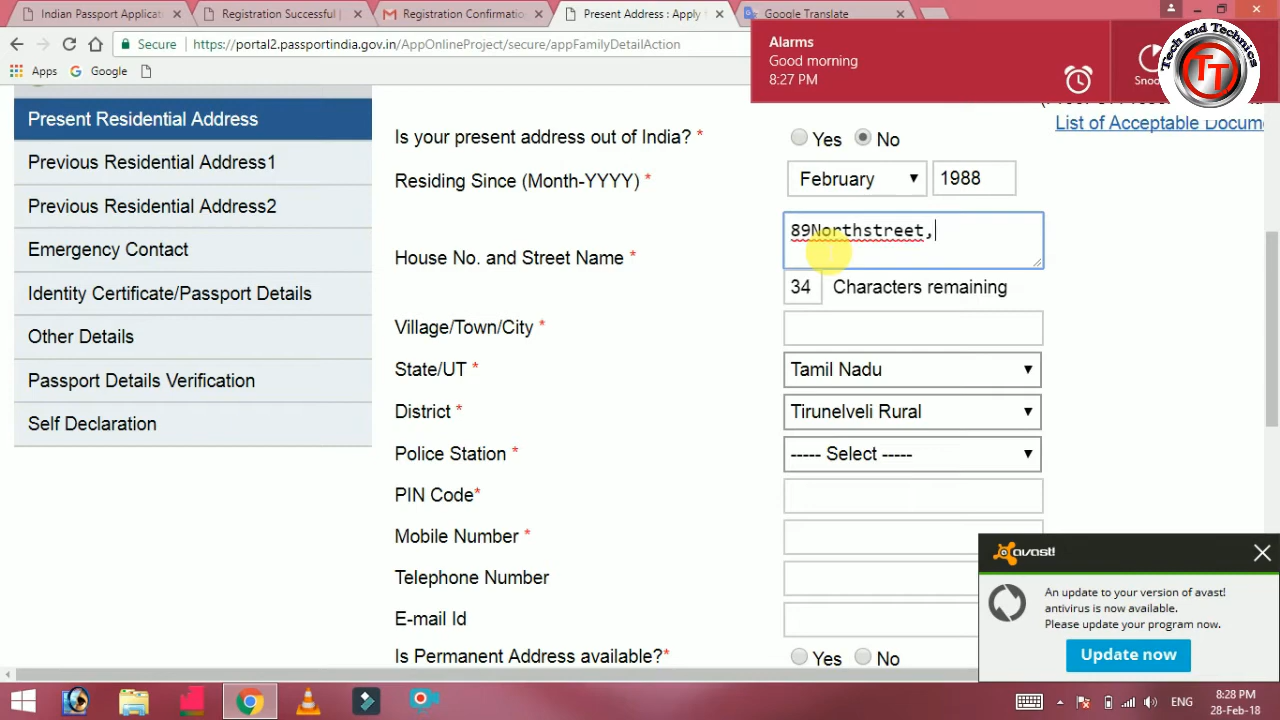 Indian Passport Applicat
Registration Successful |
Registration Confirmatio
Present Address : Apply f
Google Translate
Secure
https://portal2.passportindia.gov.in/AppOnlineProject/secure/appFamilyDetailAction
Apps
Google
Alarms
Good morning
8:27 PM
Snoo
Tech and Technics
TT
List of Acceptable Docum
Present Residential Address
Previous Residential Address1
Previous Residential Address2
Emergency Contact
Identity Certificate/Passport Details
Other Details
Passport Details Verification
Self Declaration
Is your present address out of India? *
Yes
No
Residing Since (Month-YYYY) *
February
1988
House No. and Street Name *
89Northstreet,
34 Characters remaining
Village/Town/City *
State/UT *
Tamil Nadu
District *
Tirunelveli Rural
Police Station *
----- Select -----
PIN Code*
Mobile Number *
Telephone Number
E-mail Id
Is Permanent Address available?*
Yes
No
avast!
An update to your version of avast!
antivirus is now available.
Please update your program now.
Update now
ENG
8:28 PM
28-Feb-18